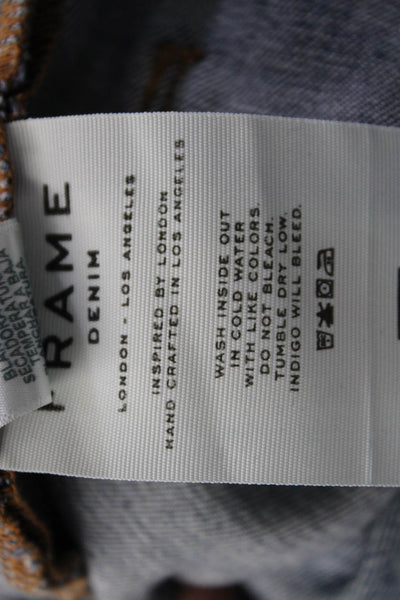 FRAME
DENIM
LONDON - LOS ANGELES
INSPIRED BY LONDON
HAND CRAFTED IN LOS ANGELES
WASH INSIDE OUT
IN COLD WATER
WITH LIKE COLORS.
DO NOT BLEACH.
TUMBLE DRY LOW.
INDIGO WILL BLEED.